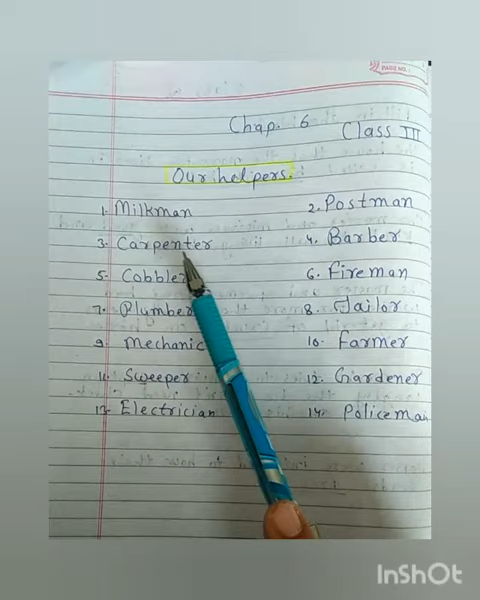 PAGE NO.
Chap. 6 Class III
Our helpers.
1. Milkman 2. Postman
3. Carpenter 4. Barber
5. Cobbler 6. Fireman
7. Plumber 8. Tailor
9. Mechanic 10. Farmer
11. Sweeper 12. Gardener
13. Electrician 14. Policeman
InShOt